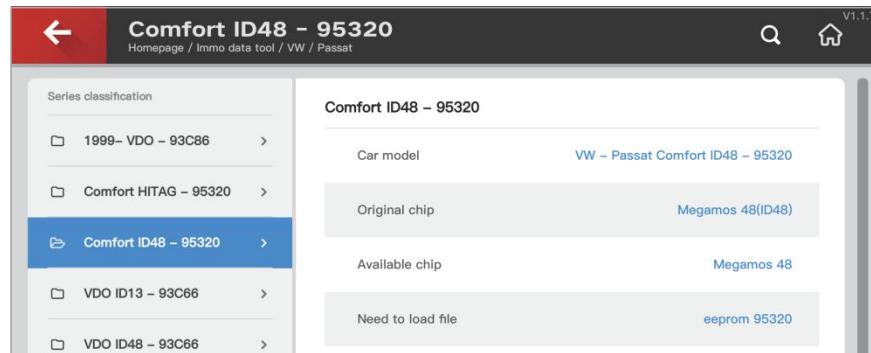 Comfort ID48 – 95320
Homepage / Immo data tool / VW / Passat
V1.1.
Series classification
1999– VDO – 93C86
Comfort HITAG – 95320
Comfort ID48 – 95320
VDO ID13 – 93C66
VDO ID48 – 93C66
Comfort ID48 – 95320
Car model VW – Passat Comfort ID48 – 95320
Original chip Megamos 48(ID48)
Available chip Megamos 48
Need to load file eeprom 95320